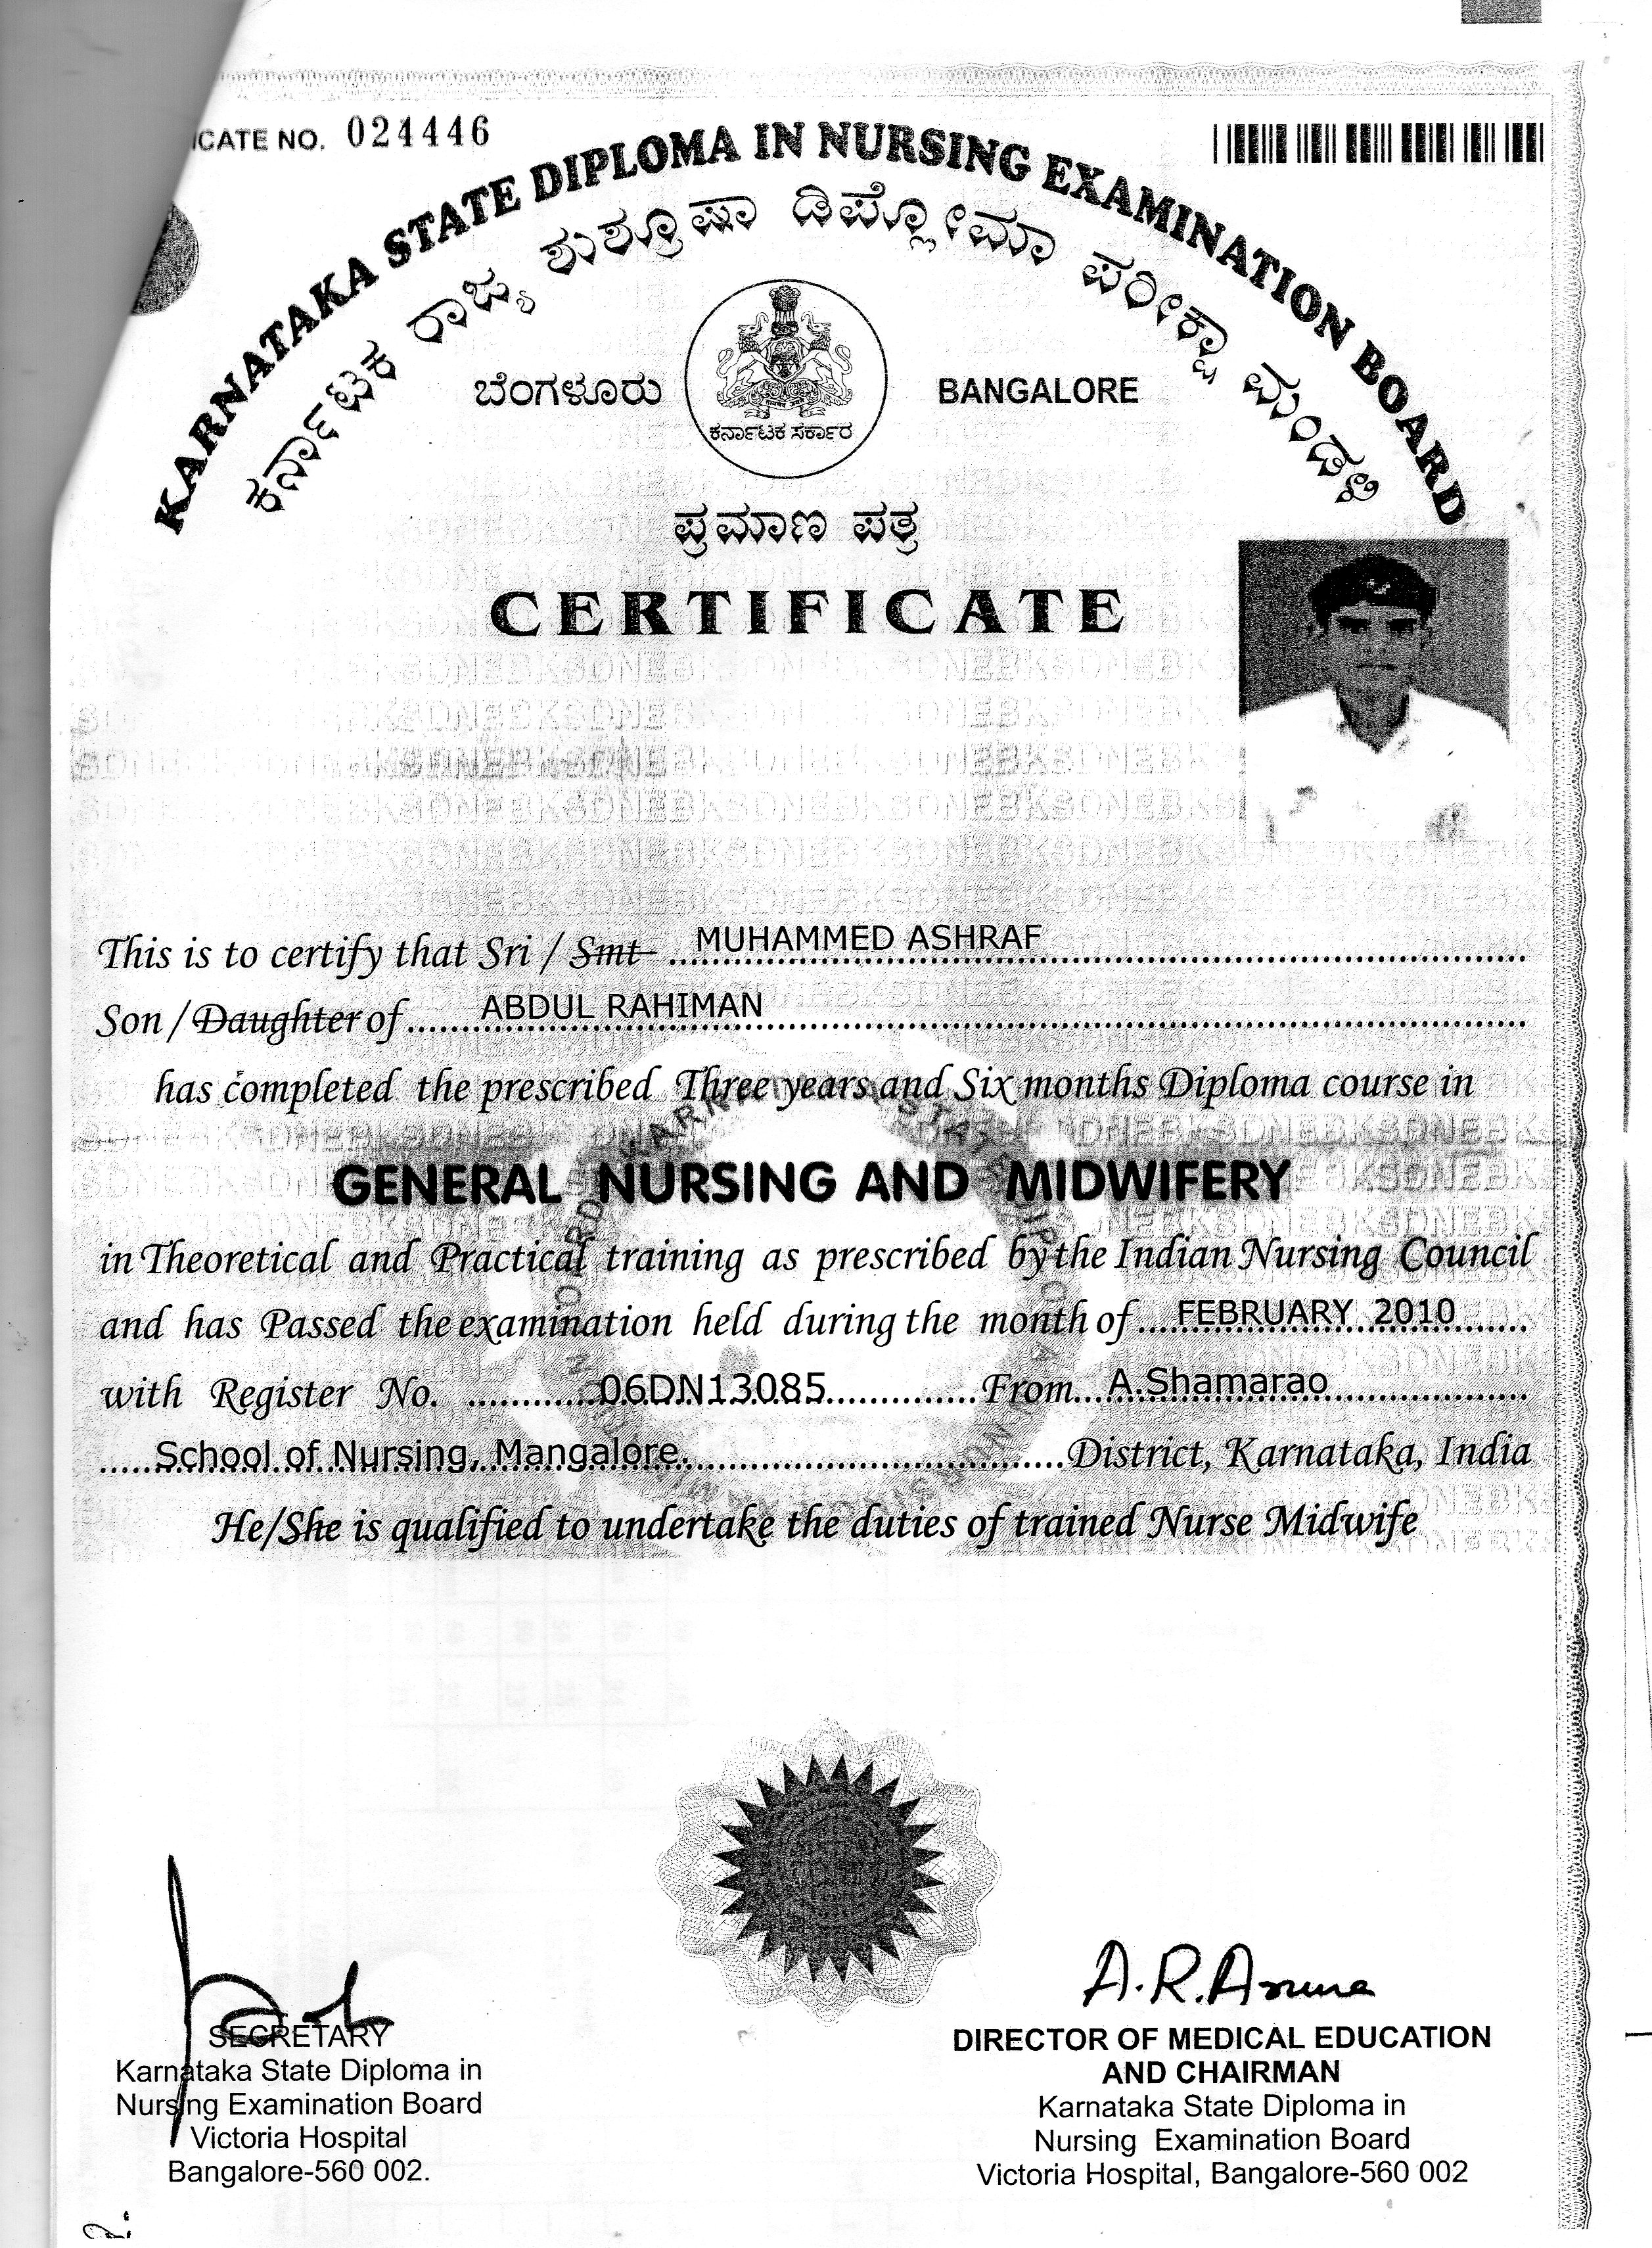 CATE NO. 024446
KARNATAKA STATE DIPLOMA IN NURSING EXAMINATION BOARD
ಕರ್ನಾಟಕ ರಾಜ್ಯ ಶುಶ್ರೂಷಾ ಡಿಪ್ಲೋಮಾ ಪರೀಕ್ಷಾ ಮಂಡಳಿ
ಬೆಂಗಳೂರು BANGALORE
ಕರ್ನಾಟಕ ಸರ್ಕಾರ
ಪ್ರಮಾಣ ಪತ್ರ
CERTIFICATE
This is to certify that Sri / Smt MUHAMMED ASHRAF
Son / Daughter of ABDUL RAHIMAN
has completed the prescribed Three years and Six months Diploma course in
GENERAL NURSING AND MIDWIFERY
in Theoretical and Practical training as prescribed by the Indian Nursing Council
and has Passed the examination held during the month of FEBRUARY 2010
with Register No. 06DN13085 From A.Shamarao
School of Nursing, Mangalore. District, Karnataka, India
He/She is qualified to undertake the duties of trained Nurse Midwife
A.R.Aruna
SECRETARY
Karnataka State Diploma in
Nursing Examination Board
Victoria Hospital
Bangalore-560 002.
DIRECTOR OF MEDICAL EDUCATION
AND CHAIRMAN
Karnataka State Diploma in
Nursing Examination Board
Victoria Hospital, Bangalore-560 002